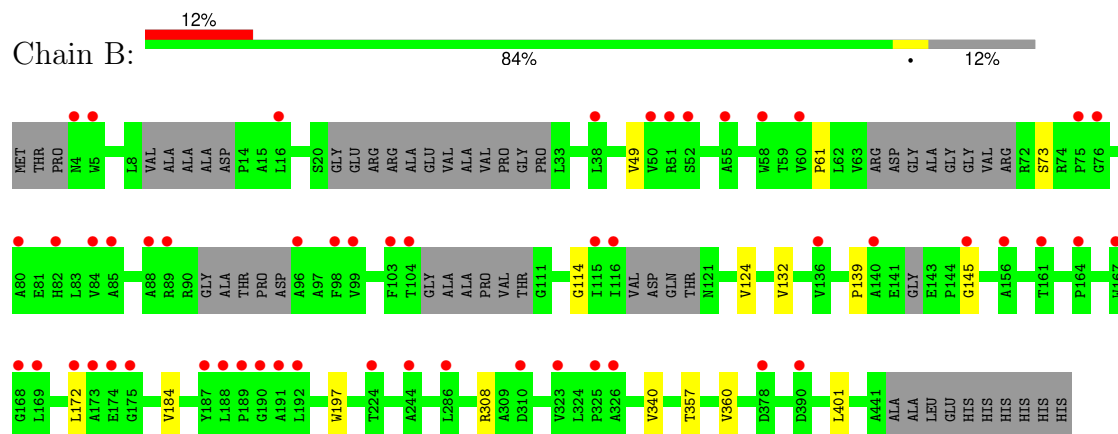 12%
Chain B:
84%
•
12%
MET THR PRO N4 W5 L8 VAL ALA ALA ALA ASP P14 A15 L16 S20 GLY GLU ARG ARG ALA GLU VAL ALA VAL PRO GLY PRO L33 L38 V49 V50 R51 S52 A55 W58 T59 V60 P61 L62 V63 ARG ASP GLY ALA GLY GLY VAL ARG R72 S73 R74 P75 G76
A80 E81 H82 L83 V84 A85 A88 R89 R90 GLY ALA THR PRO ASP A96 A97 F98 V99 F103 T104 GLY ALA ALA PRO VAL THR G111 G114 I115 I116 VAL ASP GLN THR N121 V124 V132 V136 P139 A140 E141 GLY E143 P144 G145 A156 T161 P164 W167
G168 L169 L172 A173 E174 G175 V184 Y187 L188 P189 G190 A191 L192 W197 T224 A244 L286 R308 A309 D310 V323 L324 P325 A326 V340 T357 V360 D378 D390 L401 A441 ALA ALA LEU GLU HIS HIS HIS HIS HIS HIS